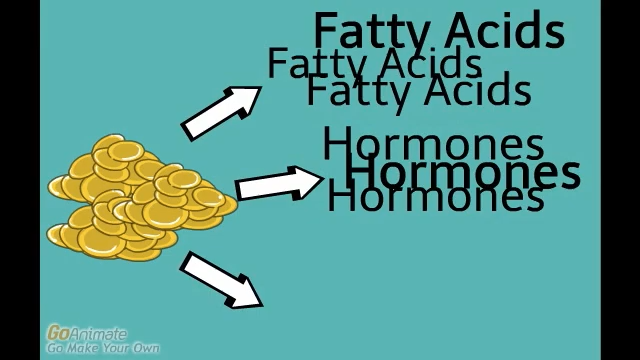 Fatty Acids
Fatty Acids
Fatty Acids
Hormones
Hormones
Hormones
GoAnimate
Go Make Your Own